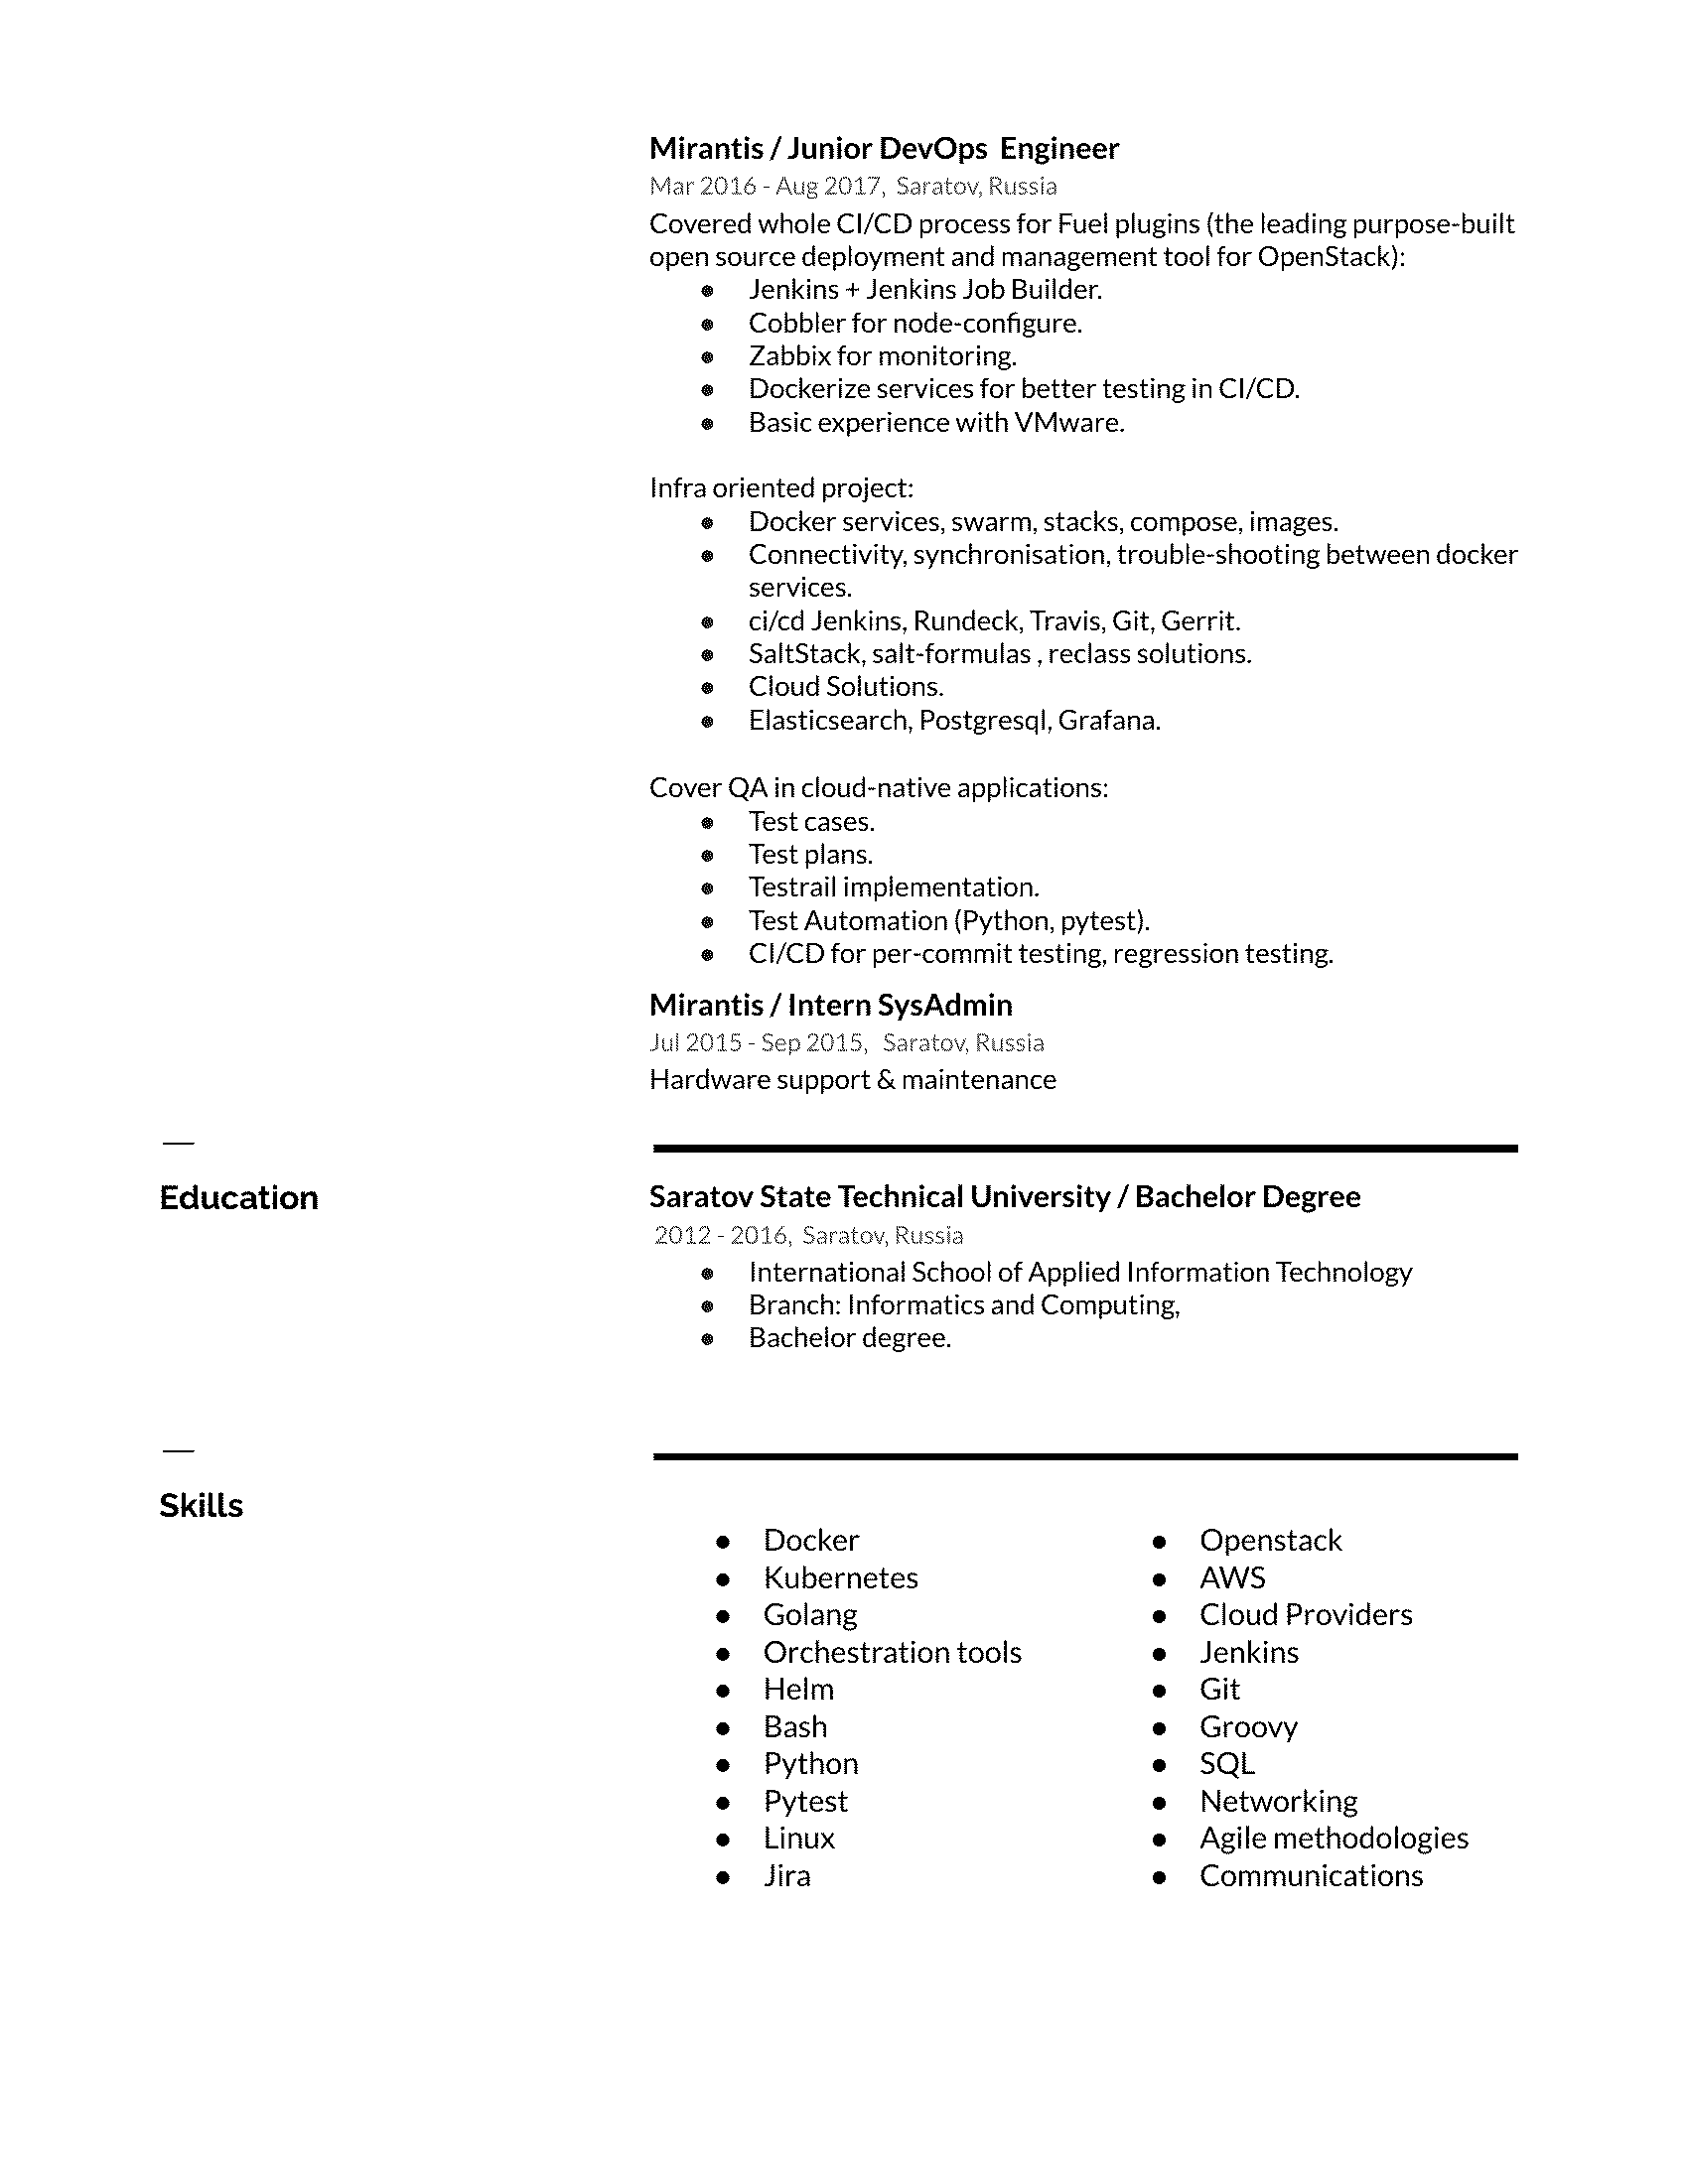 Mirantis / Junior DevOps Engineer
Mar 2016 - Aug 2017, Saratov, Russia
Covered whole CI/CD process for Fuel plugins (the leading purpose-built
open source deployment and management tool for OpenStack):
● Jenkins + Jenkins Job Builder.
● Cobbler for node-configure.
● Zabbix for monitoring.
● Dockerize services for better testing in CI/CD.
● Basic experience with VMware.
Infra oriented project:
● Docker services, swarm, stacks, compose, images.
● Connectivity, synchronisation, trouble-shooting between docker
services.
● ci/cd Jenkins, Rundeck, Travis, Git, Gerrit.
● SaltStack, salt-formulas , reclass solutions.
● Cloud Solutions.
● Elasticsearch, Postgresql, Grafana.
Cover QA in cloud-native applications:
● Test cases.
● Test plans.
● Testrail implementation.
● Test Automation (Python, pytest).
● CI/CD for per-commit testing, regression testing.
Mirantis / Intern SysAdmin
Jul 2015 - Sep 2015, Saratov, Russia
Hardware support & maintenance
—
Education
Saratov State Technical University / Bachelor Degree
2012 - 2016, Saratov, Russia
● International School of Applied Information Technology
● Branch: Informatics and Computing,
● Bachelor degree.
—
Skills
● Docker
● Kubernetes
● Golang
● Orchestration tools
● Helm
● Bash
● Python
● Pytest
● Linux
● Jira
● Openstack
● AWS
● Cloud Providers
● Jenkins
● Git
● Groovy
● SQL
● Networking
● Agile methodologies
● Communications